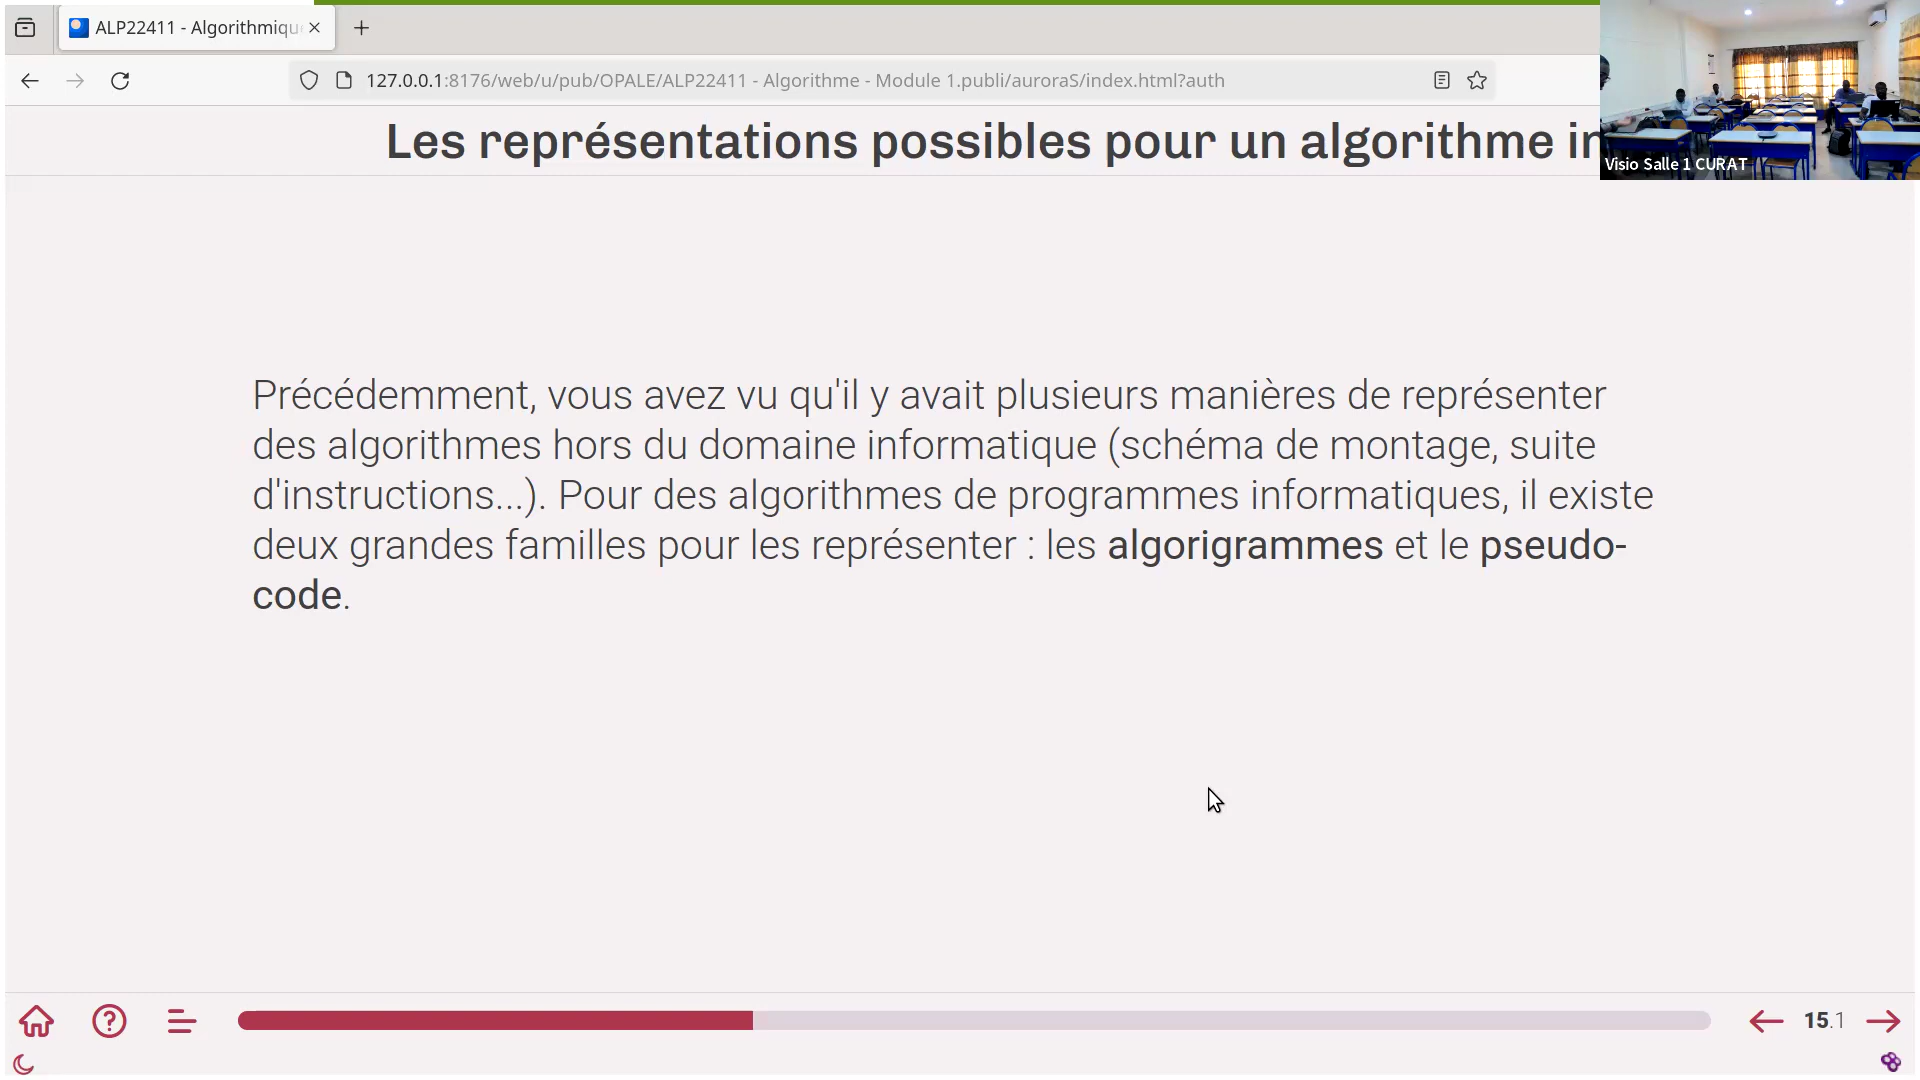 ALP22411 - Algorithmiqu
127.0.0.1:8176/web/u/pub/OPALE/ALP22411 - Algorithme - Module 1.publi/auroraS/index.html?auth
Les représentations possibles pour un algorithme in
Visio Salle 1 CURAT
Précédemment, vous avez vu qu'il y avait plusieurs manières de représenter
des algorithmes hors du domaine informatique (schéma de montage, suite
d'instructions...). Pour des algorithmes de programmes informatiques, il existe
deux grandes familles pour les représenter : les algorigrammes et le pseudo-
code.
15.1